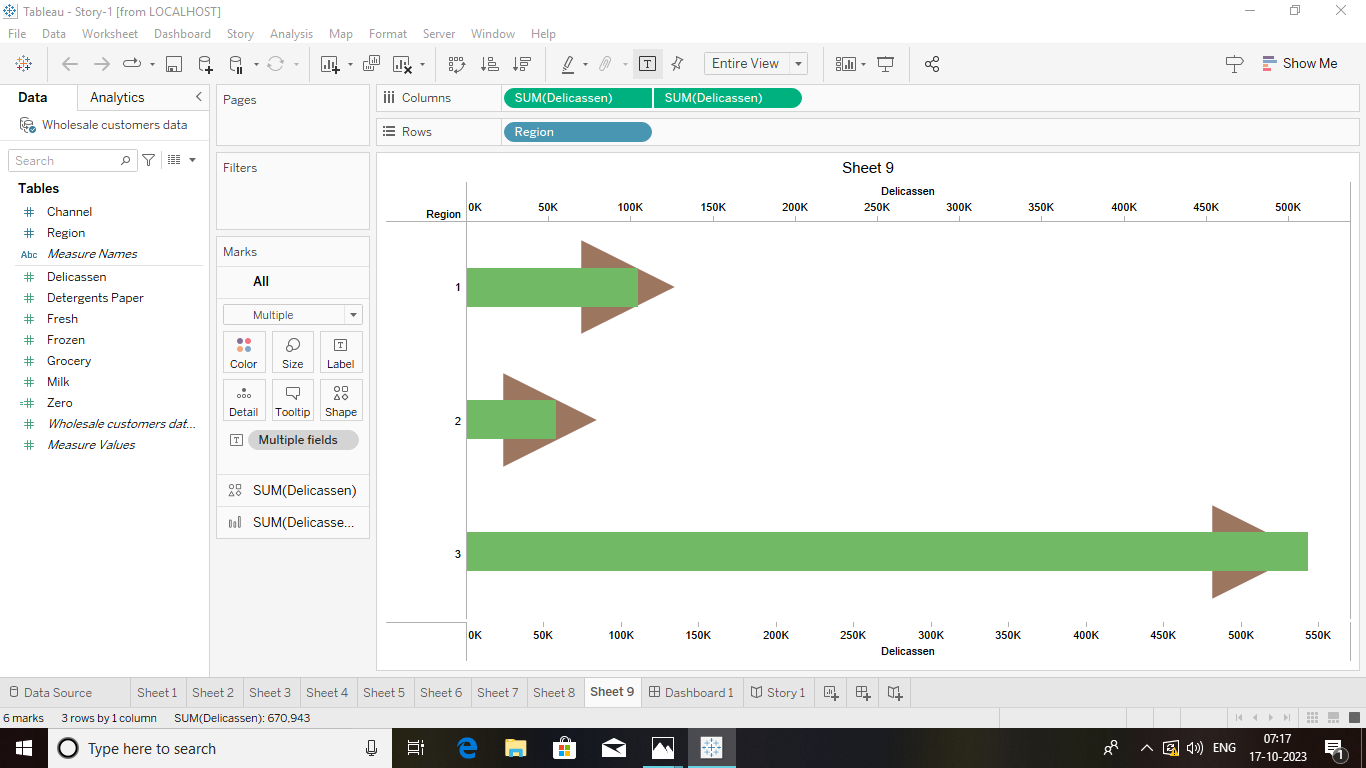 Tableau - Story-1 [from LOCALHOST]
File Data Worksheet Dashboard Story Analysis Map Format Server Window Help
Entire View
Show Me
Data Analytics
Wholesale customers data
Search
Tables
Channel
Region
Abc Measure Names
Delicassen
Detergents Paper
Fresh
Frozen
Grocery
Milk
Zero
Wholesale customers dat...
Measure Values
Pages
Filters
Marks
All
Multiple
Color Size Label
Detail Tooltip Shape
Multiple fields
SUM(Delicassen)
SUM(Delicasse...
Columns SUM(Delicassen) SUM(Delicassen)
Rows Region
Sheet 9
Delicassen
Region 0K 50K 100K 150K 200K 250K 300K 350K 400K 450K 500K
1
2
3
0K 50K 100K 150K 200K 250K 300K 350K 400K 450K 500K 550K
Delicassen
Data Source Sheet 1 Sheet 2 Sheet 3 Sheet 4 Sheet 5 Sheet 6 Sheet 7 Sheet 8 Sheet 9 Dashboard 1 Story 1
6 marks 3 rows by 1 column SUM(Delicassen): 670,943
Type here to search
ENG
07:17
17-10-2023
1